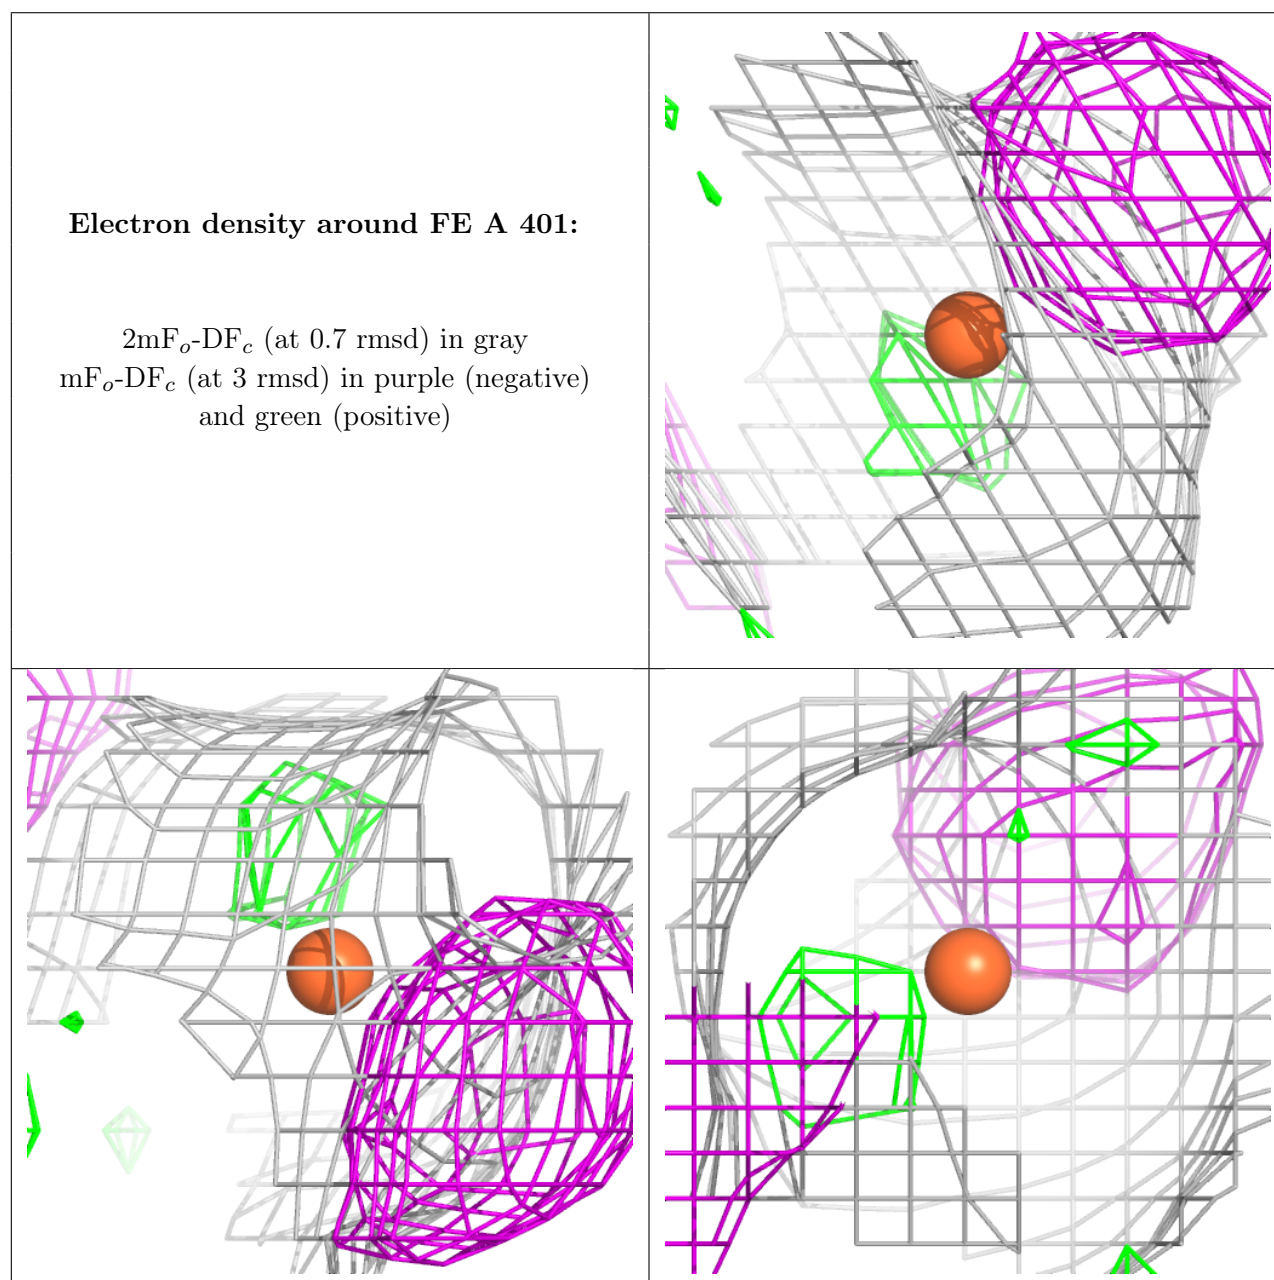 Electron density around FE A 401:
2mFo-DFc (at 0.7 rmsd) in gray
mFo-DFc (at 3 rmsd) in purple (negative)
and green (positive)